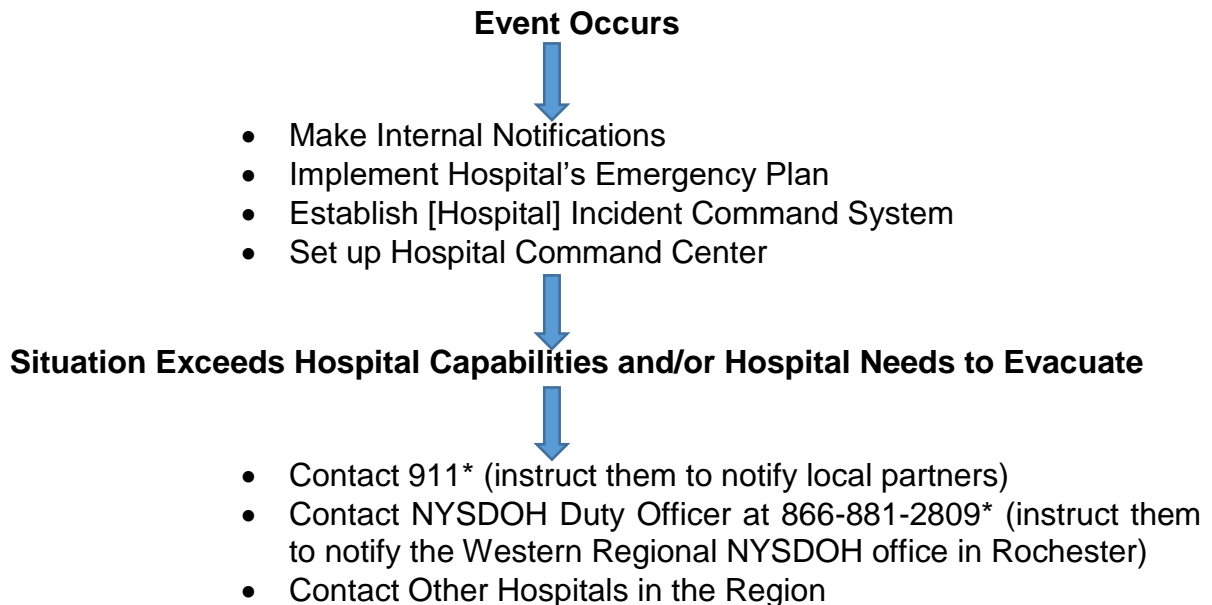 Event Occurs
• Make Internal Notifications
• Implement Hospital’s Emergency Plan
• Establish [Hospital] Incident Command System
• Set up Hospital Command Center
Situation Exceeds Hospital Capabilities and/or Hospital Needs to Evacuate
• Contact 911* (instruct them to notify local partners)
• Contact NYSDOH Duty Officer at 866-881-2809* (instruct them
to notify the Western Regional NYSDOH office in Rochester)
• Contact Other Hospitals in the Region